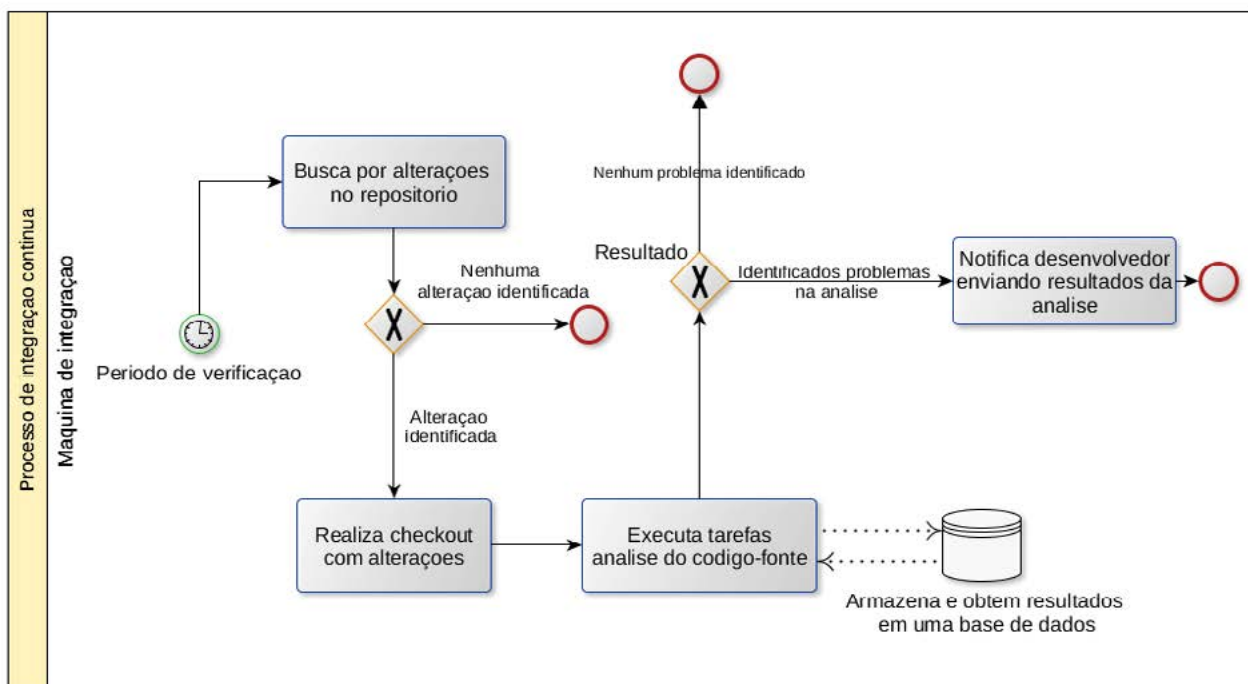 Processo de integração continua
Maquina de integração
Busca por alteraçoes
no repositorio
Periodo de verificaçao
Nenhuma
alteraçao identificada
Alteraçao
identificada
Realiza checkout
com alteraçoes
Executa tarefas
analise do codigo-fonte
Armazena e obtem resultados
em uma base de dados
Resultado
Nenhum problema identificado
Identificados problemas
na analise
Notifica desenvolvedor
enviando resultados da
analise